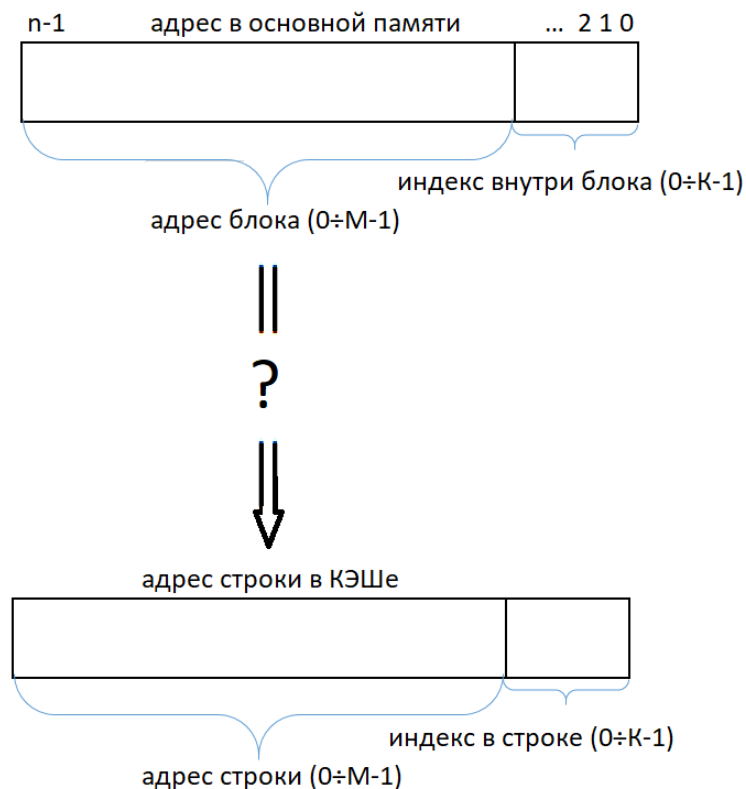 n-1 адрес в основной памяти ... 2 1 0
индекс внутри блока (0÷К-1)
адрес блока (0÷М-1)
?
адрес строки в КЭШе
индекс в строке (0÷К-1)
адрес строки (0÷М-1)